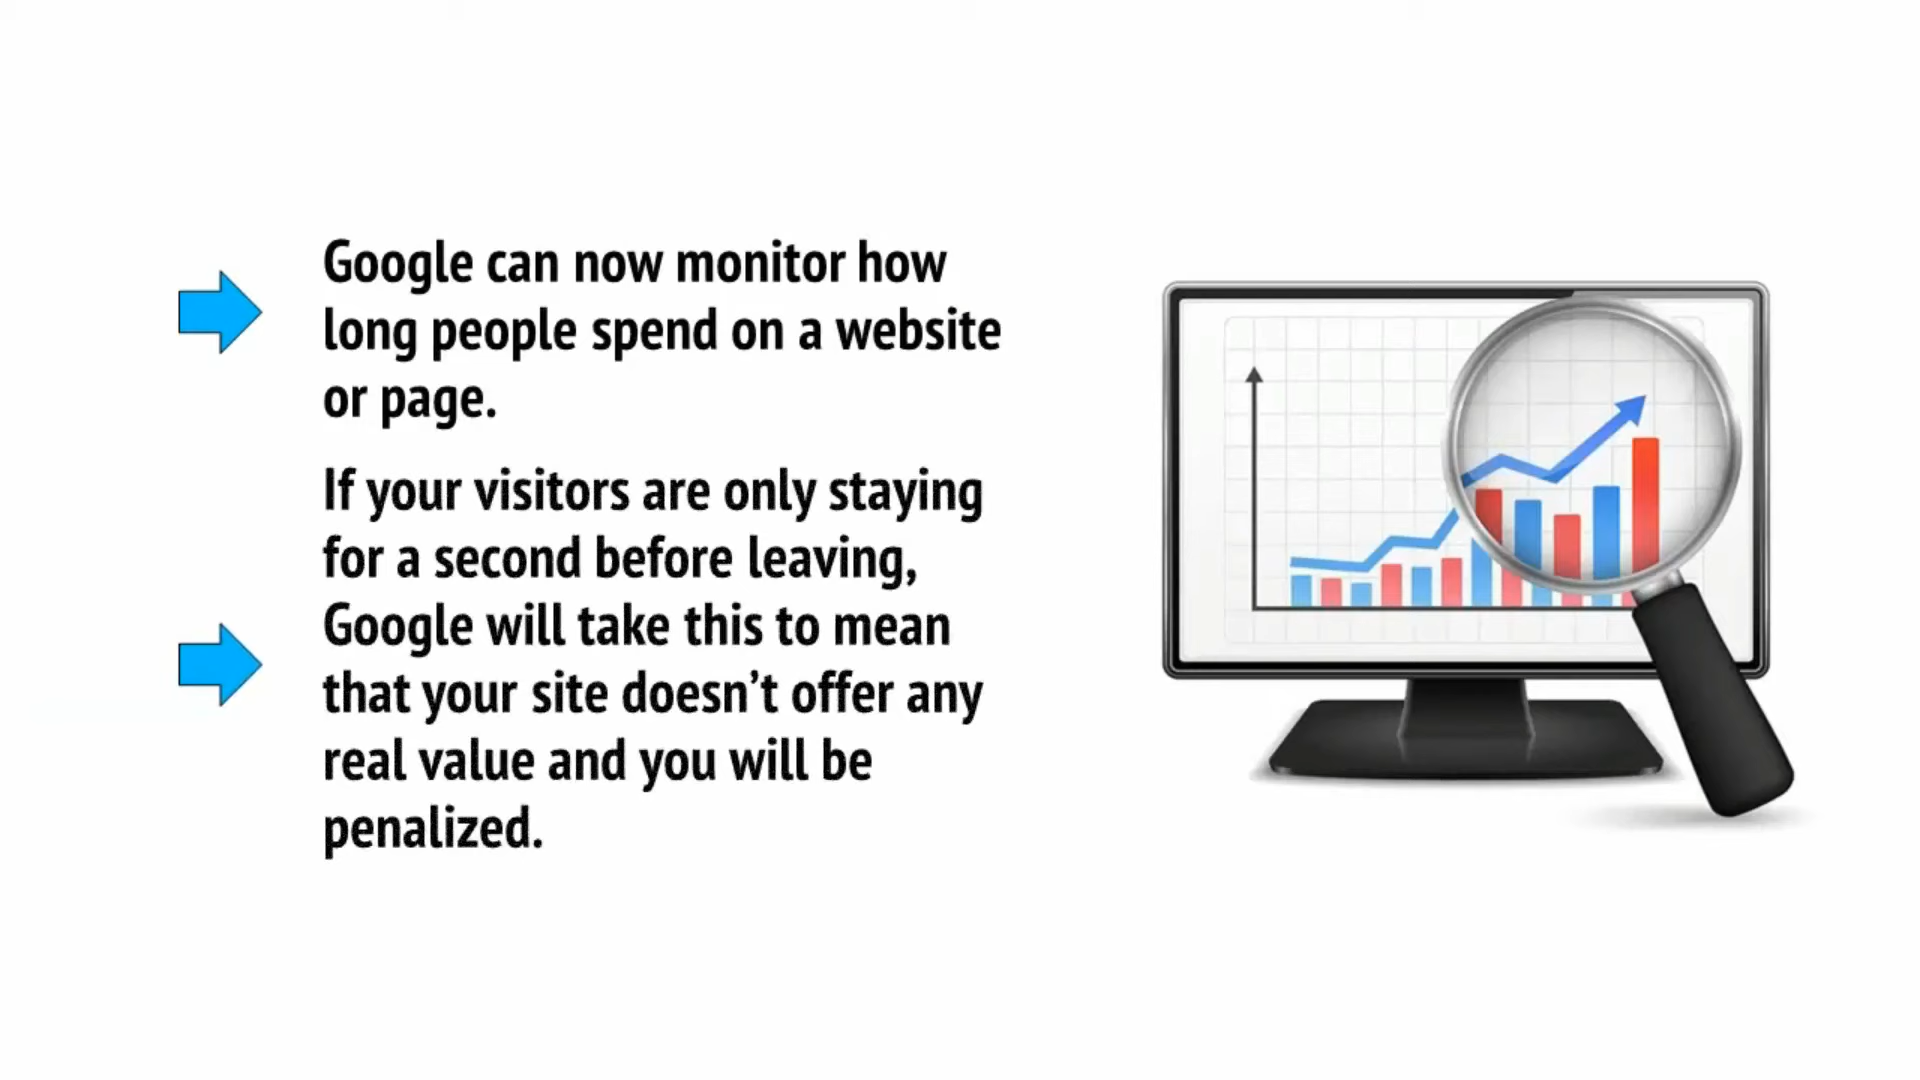 Google can now monitor how
long people spend on a website
or page.
If your visitors are only staying
for a second before leaving,
Google will take this to mean
that your site doesn’t offer any
real value and you will be
penalized.